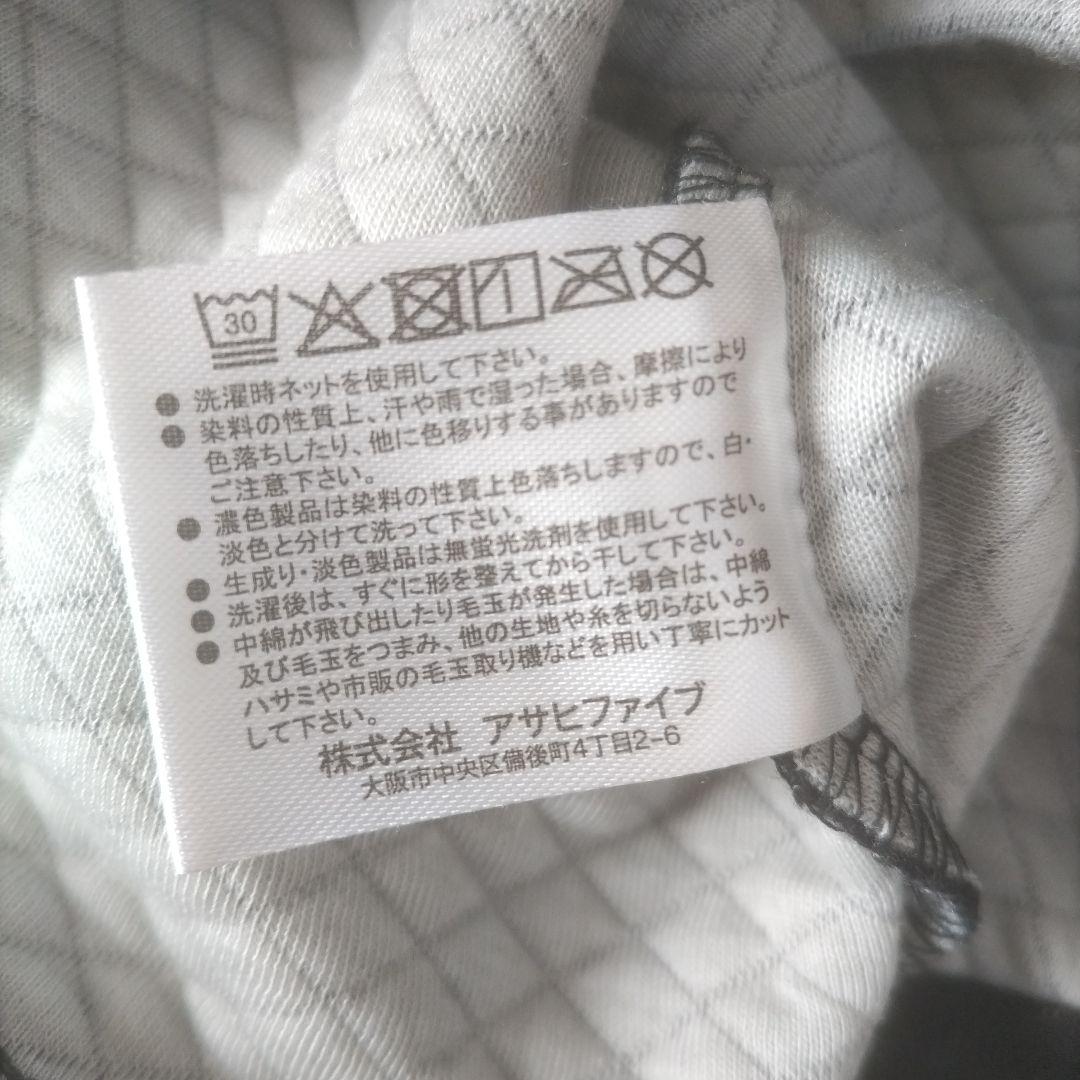 30
● 洗濯時ネットを使用して下さい。
● 染料の性質上、汗や雨で湿った場合、摩擦により
色落ちしたり、他に色移りする事がありますので
ご注意下さい。
● 濃色製品は染料の性質上色落ちしますので、白・
淡色と分けて洗って下さい。
● 生成り・淡色製品は無蛍光洗剤を使用して下さい。
● 洗濯後は、すぐに形を整えてから干して下さい。
● 中綿が飛び出したり毛玉が発生した場合は、中綿
及び毛玉をつまみ、他の生地や糸を切らないよう
ハサミや市販の毛玉取り機などを用い丁寧にカット
して下さい。
株式会社 アサヒファイブ
大阪市中央区備後町4丁目2-6